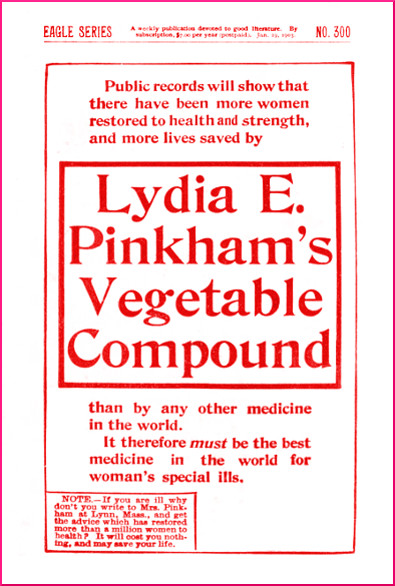 EAGLE SERIES A weekly publication devoted to good literature. By NO. 300
subscription, per year (postpaid). Jan. 1903.
Public records will show that
there have been more women
restored to health and strength,
and more lives saved by
Lydia E.
Pinkham's
Vegetable
Compound
than by any other medicine
in the world.
It therefore must be the best
medicine in the world for
woman's special ills.
NOTE.—If you are ill why
don't you write to Mrs. Pink-
ham at Lynn, Mass., and get
the advice which has restored
more than a million women to
health? It will cost you noth-
ing, and may save your life.